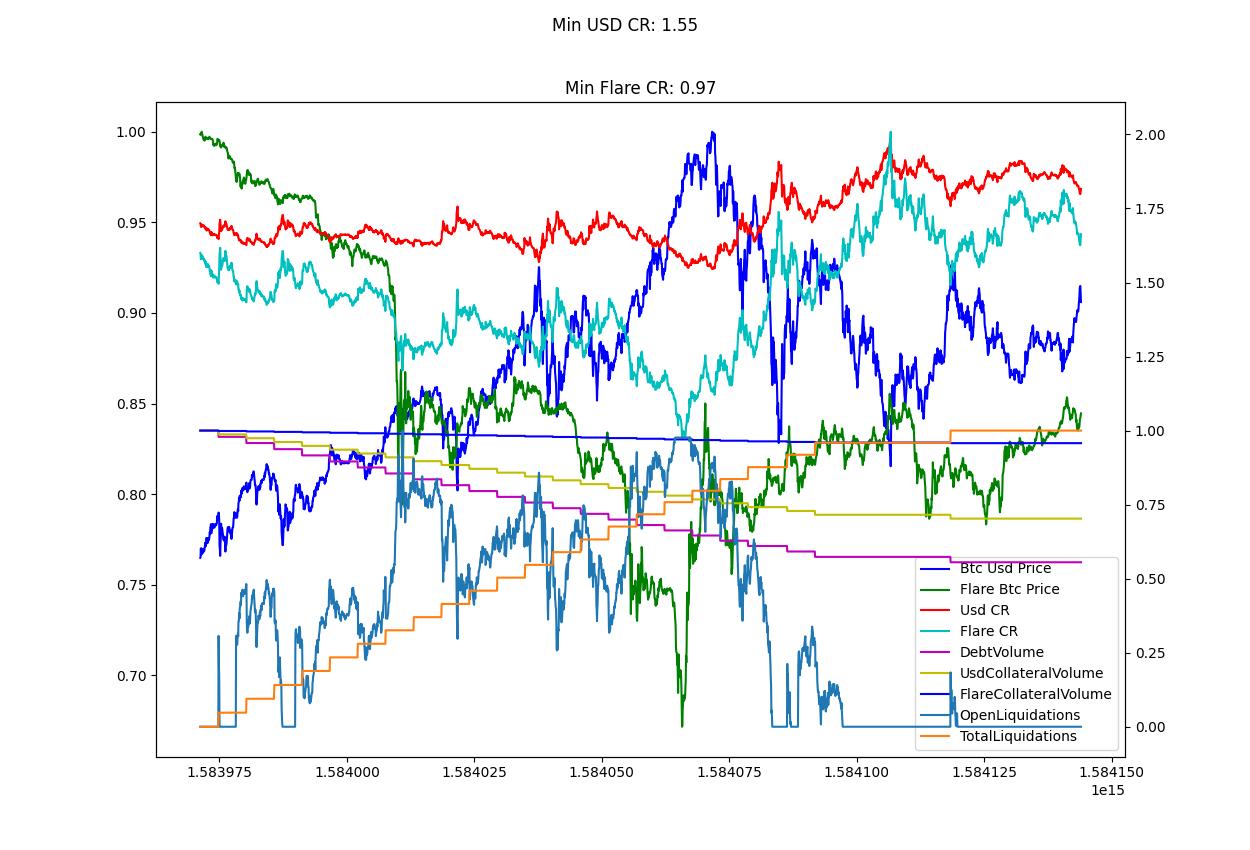 Min USD CR: 1.55
Min Flare CR: 0.97
1.00
0.95
0.90
0.85
0.80
0.75
0.70
2.00
1.75
1.50
1.25
1.00
0.75
0.50
0.25
0.00
Btc Usd Price
Flare Btc Price
Usd CR
Flare CR
DebtVolume
UsdCollateralVolume
FlareCollateralVolume
OpenLiquidations
TotalLiquidations
1.583975 1.584000 1.584025 1.584050 1.584075 1.584100 1.584125 1.584150
1e15